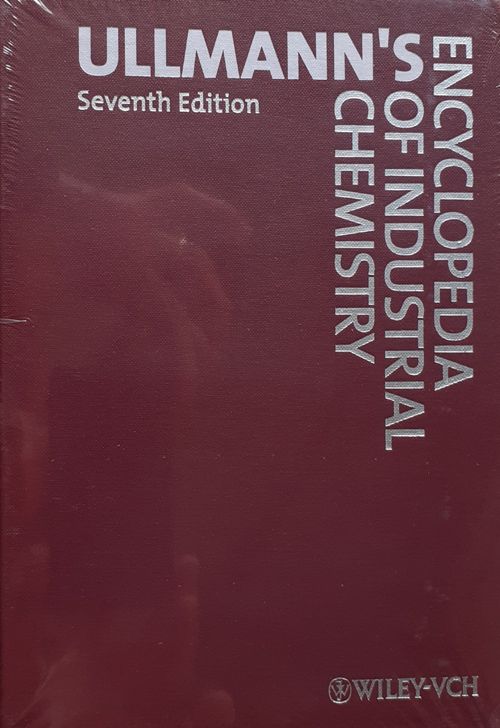 ULLMANN'S
Seventh Edition
ENCYCLOPEDIA
OF INDUSTRIAL
CHEMISTRY
WILEY-VCH